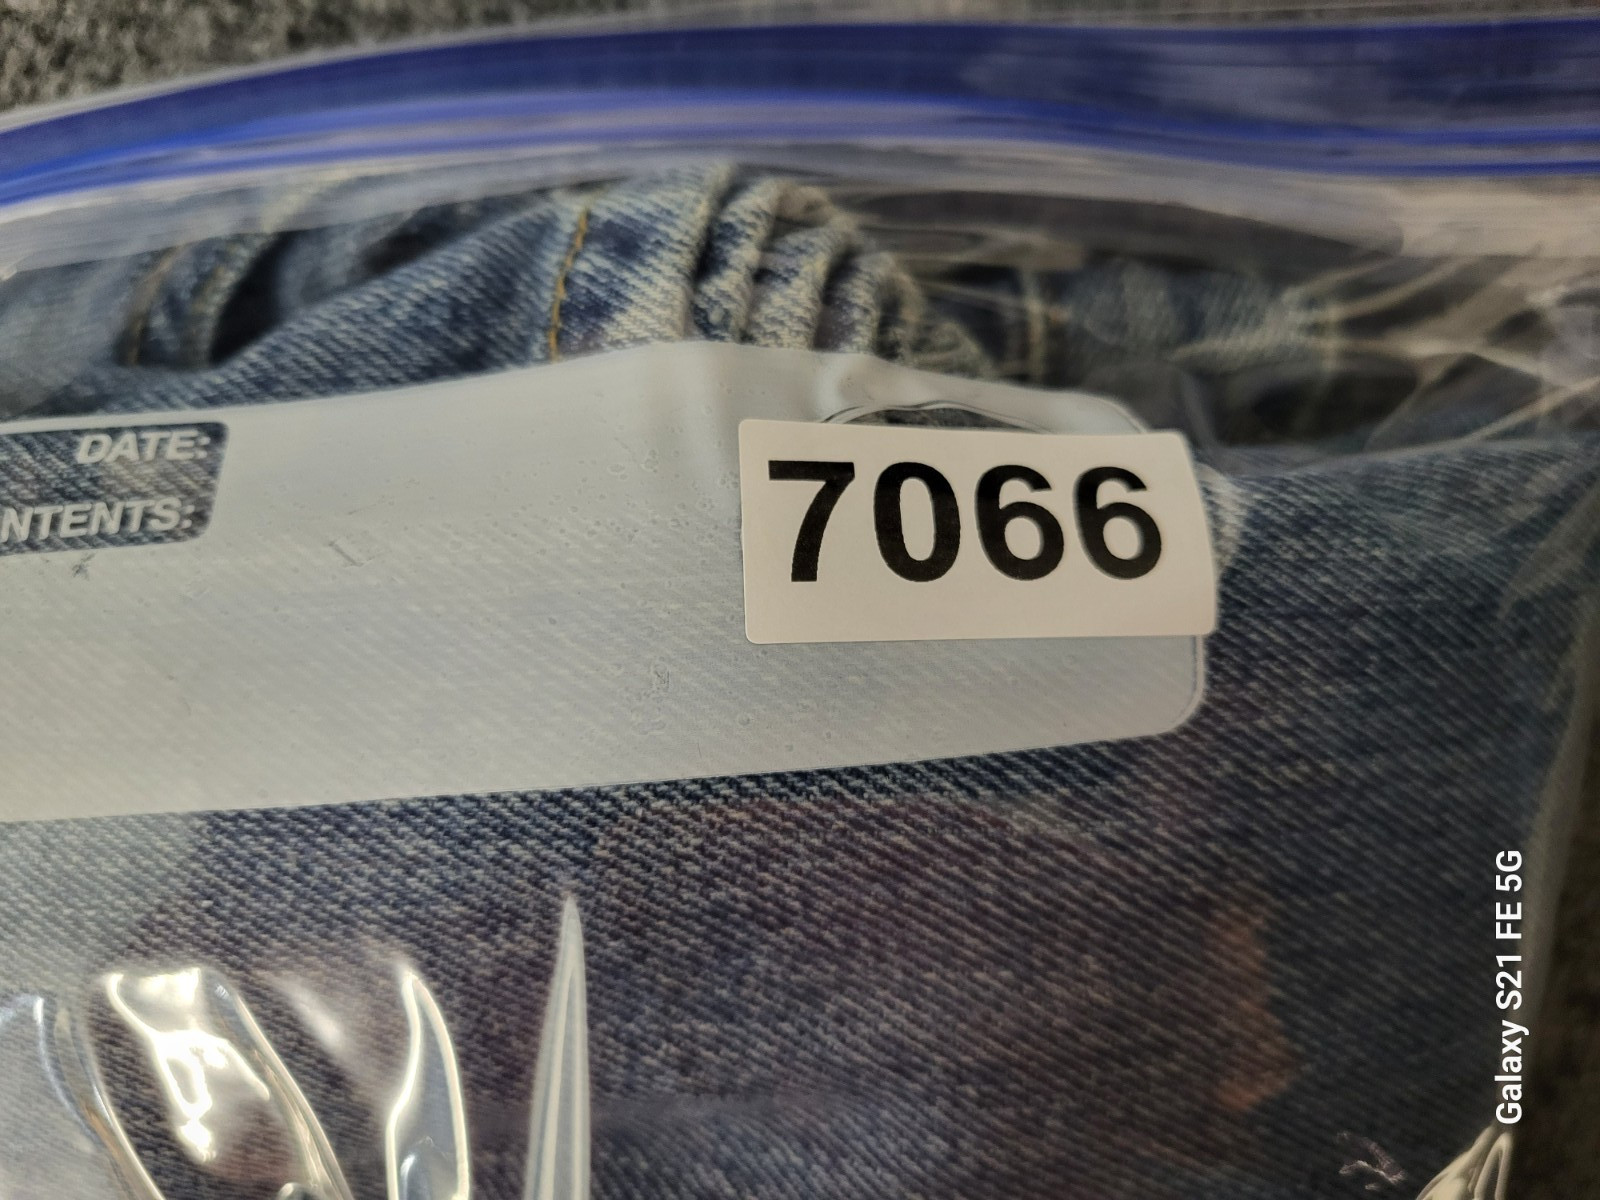 DATE:
NTENTS:
7066
Galaxy S21 FE 5G